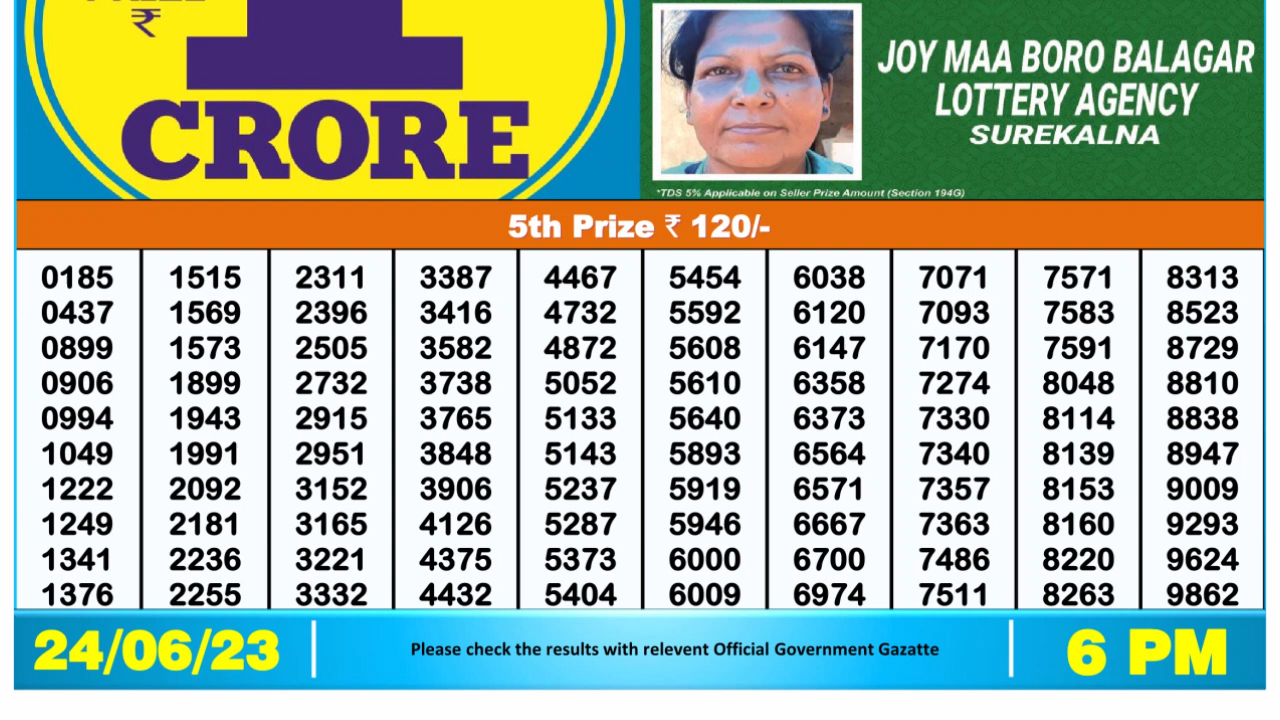 ₹
CRORE
JOY MAA BORO BALAGAR
LOTTERY AGENCY
SUREKALNA
*TDS 5% Applicable on Seller Prize Amount (Section 194G)
5th Prize ₹ 120/-
0185 1515 2311 3387 4467 5454 6038 7071 7571 8313
0437 1569 2396 3416 4732 5592 6120 7093 7583 8523
0899 1573 2505 3582 4872 5608 6147 7170 7591 8729
0906 1899 2732 3738 5052 5610 6358 7274 8048 8810
0994 1943 2915 3765 5133 5640 6373 7330 8114 8838
1049 1991 2951 3848 5143 5893 6564 7340 8139 8947
1222 2092 3152 3906 5237 5919 6571 7357 8153 9009
1249 2181 3165 4126 5287 5946 6667 7363 8160 9293
1341 2236 3221 4375 5373 6000 6700 7486 8220 9624
1376 2255 3332 4432 5404 6009 6974 7511 8263 9862
24/06/23
Please check the results with relevent Official Government Gazatte
6 PM